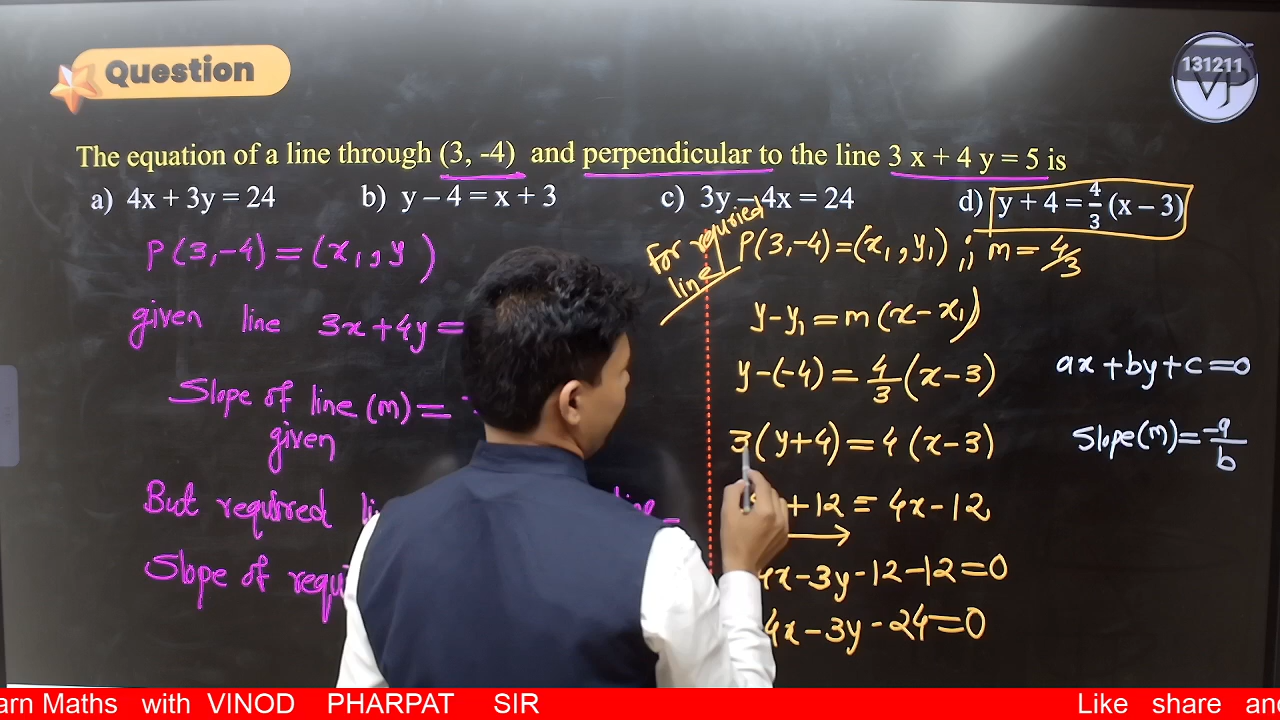 Question
131211
VP
The equation of a line through (3, -4) and perpendicular to the line 3 x + 4 y = 5 is
a) 4x + 3y = 24 b) y – 4 = x + 3 c) 3y – 4x = 24 d) y + 4 = 4/3 (x – 3)
P(3,-4) = (x₁, y)
given line 3x+4y=
Slope of line (m) =
given
But required
Slope of
For requried
line
P(3,-4)=(x₁, y₁) ;; m = 4/3
y-y₁ = m(x-x₁)
y-(-4) = 4/3 (x-3)
3(y+4) = 4(x-3)
+12 = 4x-12
4x-3y-12-12=0
4x-3y-24=0
ax+by+c=0
Slope(m)= -a/b
arn Maths with VINOD PHARPAT SIR
Like share and